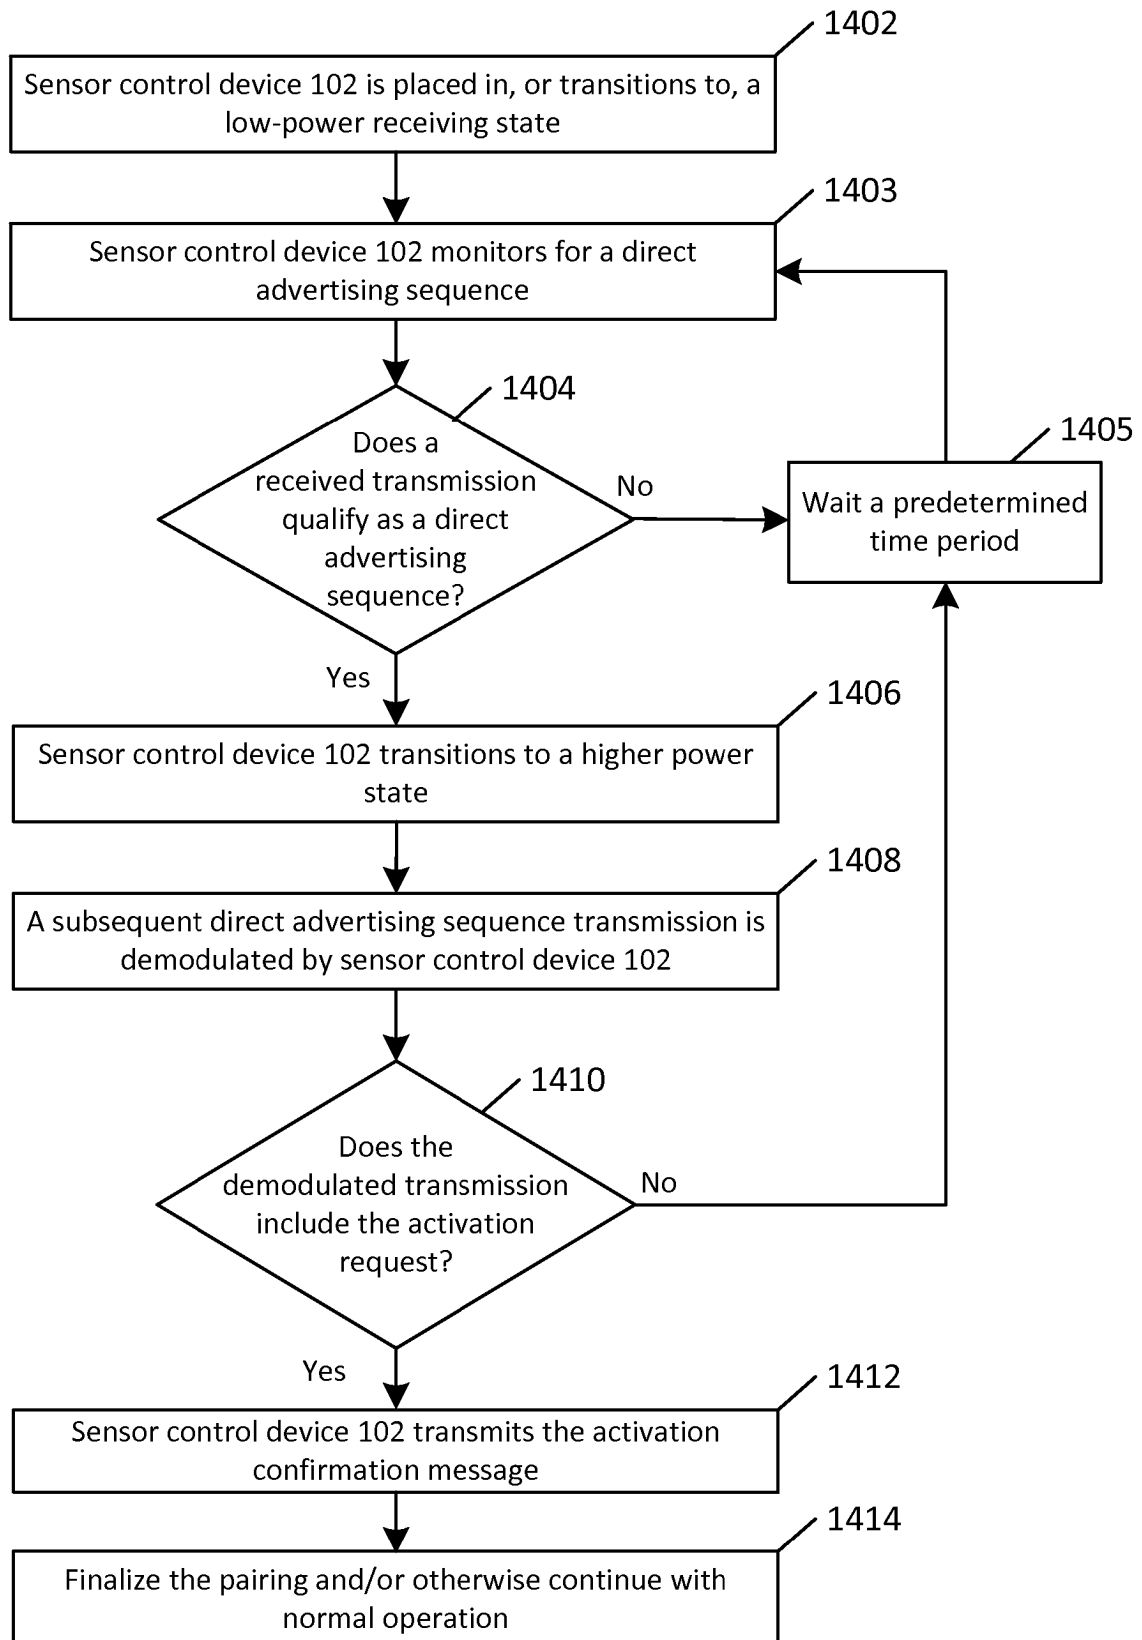 1402
Sensor control device 102 is placed in, or transitions to, a
low-power receiving state
1403
Sensor control device 102 monitors for a direct
advertising sequence
1404
Does a
received transmission
qualify as a direct
advertising
sequence?
No
1405
Wait a predetermined
time period
Yes
1406
Sensor control device 102 transitions to a higher power
state
1408
A subsequent direct advertising sequence transmission is
demodulated by sensor control device 102
1410
Does the
demodulated transmission
include the activation
request?
No
Yes
1412
Sensor control device 102 transmits the activation
confirmation message
1414
Finalize the pairing and/or otherwise continue with
normal operation